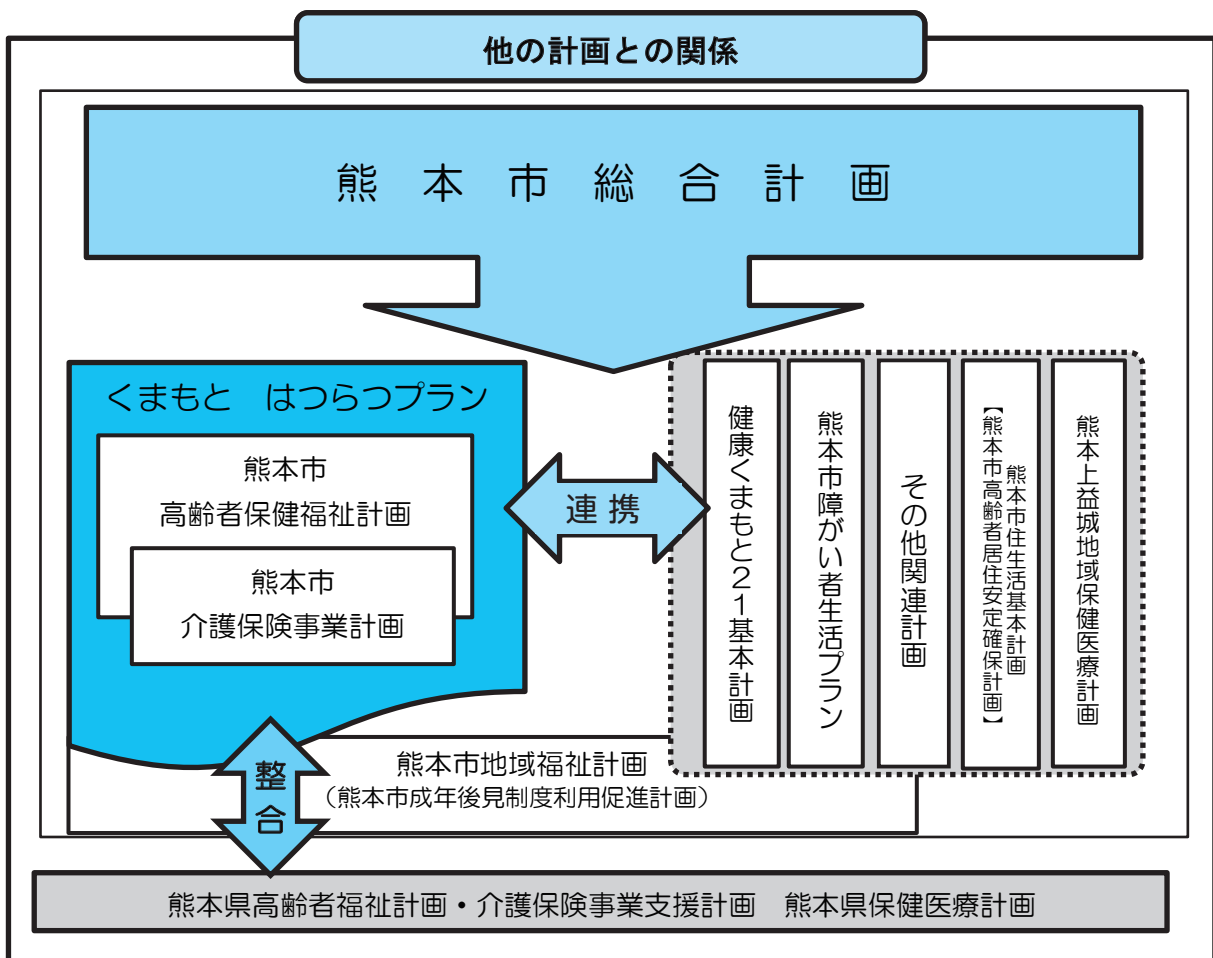 他の計画との関係
熊本市総合計画
くまもと　はつらつプラン
熊本市
高齢者保健福祉計画
熊本市
介護保険事業計画
連携
健康くまもと２１基本計画
熊本市障がい者生活プラン
その他関連計画
熊本市住生活基本計画
【熊本市高齢者居住安定確保計画】
熊本上益城地域保健医療計画
整合
熊本市地域福祉計画
（熊本市成年後見制度利用促進計画）
熊本県高齢者福祉計画・介護保険事業支援計画　熊本県保健医療計画